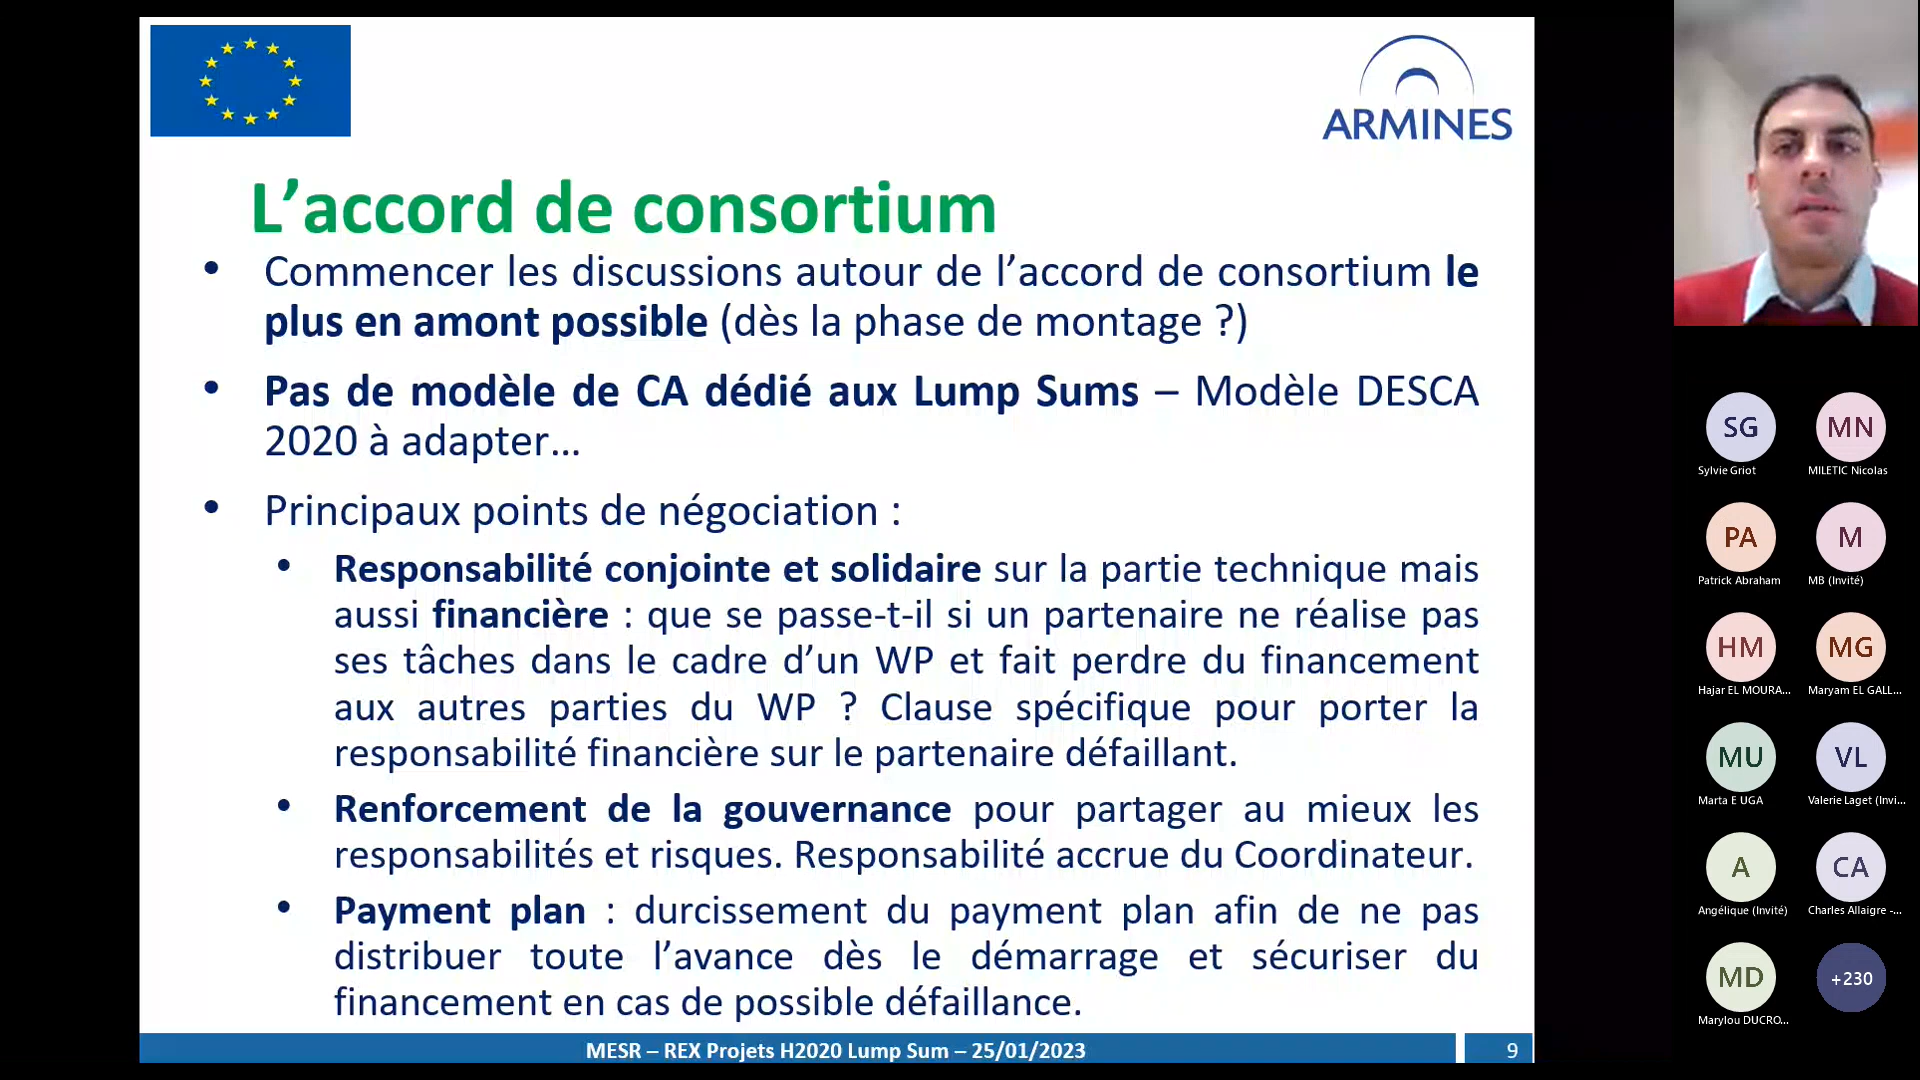 ARMINES
L’accord de consortium
• Commencer les discussions autour de l’accord de consortium le
plus en amont possible (dès la phase de montage ?)
• Pas de modèle de CA dédié aux Lump Sums – Modèle DESCA
2020 à adapter…
• Principaux points de négociation :
• Responsabilité conjointe et solidaire sur la partie technique mais
aussi financière : que se passe-t-il si un partenaire ne réalise pas
ses tâches dans le cadre d’un WP et fait perdre du financement
aux autres parties du WP ? Clause spécifique pour porter la
responsabilité financière sur le partenaire défaillant.
• Renforcement de la gouvernance pour partager au mieux les
responsabilités et risques. Responsabilité accrue du Coordinateur.
• Payment plan : durcissement du payment plan afin de ne pas
distribuer toute l’avance dès le démarrage et sécuriser du
financement en cas de possible défaillance.
MESR – REX Projets H2020 Lump Sum – 25/01/2023
9
SG
Sylvie Griot
MN
MILETIC Nicolas
PA
Patrick Abraham
M
MB (Invité)
HM
Hajar EL MOURA...
MG
Maryam EL GALL...
MU
Marta E UGA
VL
Valerie Laget (Invi...
A
Angélique (Invité)
CA
Charles Allaigre -...
MD
Marylou DUCRO...
+230